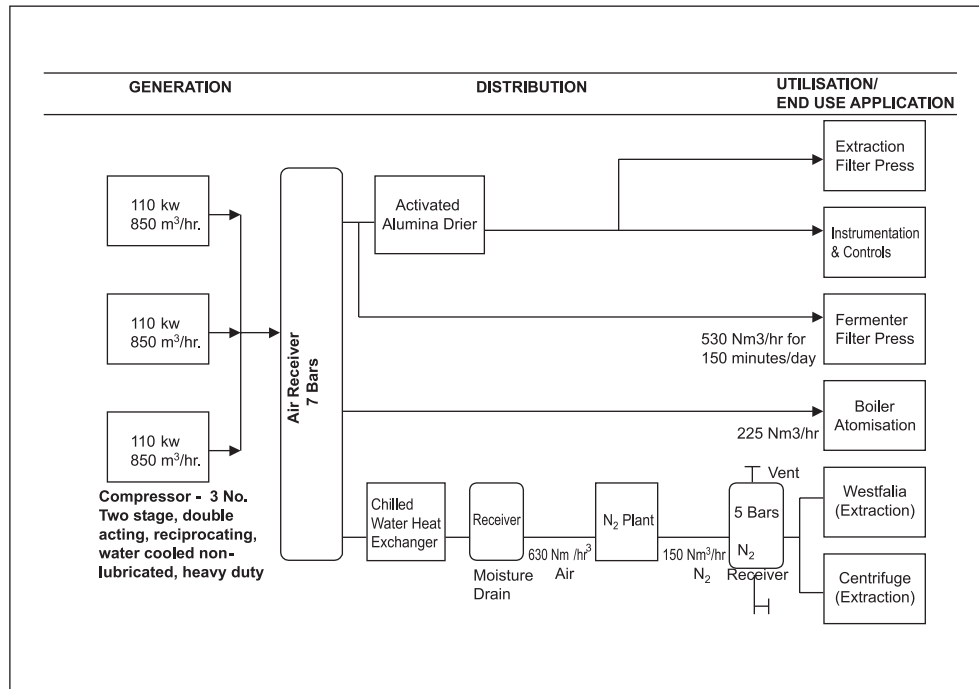 GENERATION
DISTRIBUTION
UTILISATION/
END USE APPLICATION
110 kw
850 m³/hr.
110 kw
850 m³/hr.
110 kw
850 m³/hr.
Compressor - 3 No.
Two stage, double
acting, reciprocating,
water cooled non-
lubricated, heavy duty
Air Receiver
7 Bars
Activated
Alumina Drier
Extraction
Filter Press
Instrumentation
& Controls
530 Nm3/hr for
150 minutes/day
Fermenter
Filter Press
225 Nm3/hr
Boiler
Atomisation
Chilled
Water Heat
Exchanger
Receiver
Moisture
Drain
630 Nm /hr³
Air
N₂ Plant
150 Nm³/hr
N₂
Vent
5 Bars
N₂
Receiver
Westfalia
(Extraction)
Centrifuge
(Extraction)